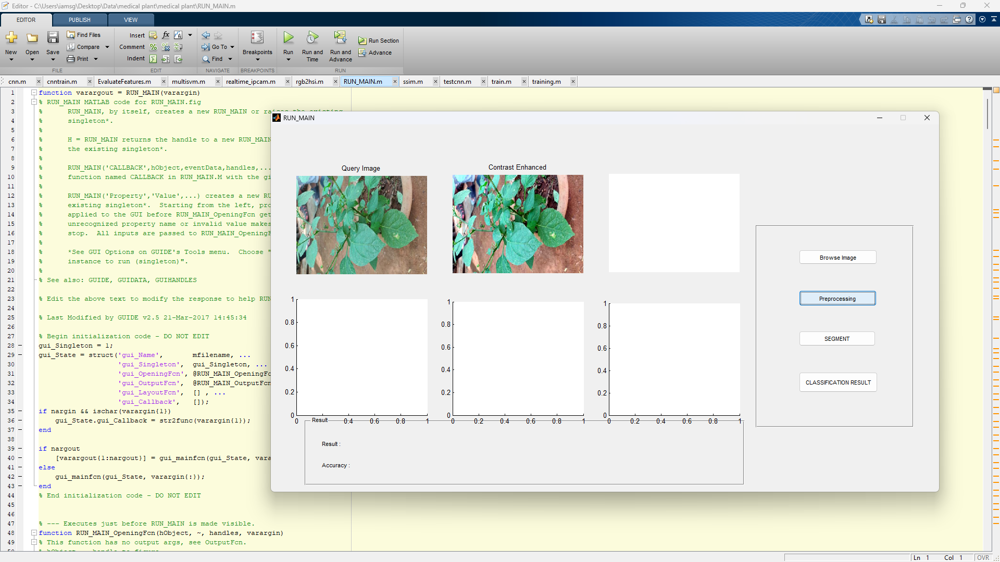 Editor - C:\Users\iamsg\Desktop\Data\medical plant\medical plant\RUN_MAIN.m
EDITOR PUBLISH VIEW
New Open Save Find Files Compare Print
Insert Comment Indent fx
Go To Find
Breakpoints
Run Run and Time Run and Advance Run Section Advance
FILE EDIT NAVIGATE BREAKPOINTS RUN
cnn.m cnntrain.m EvaluateFeatures.m multisvm.m realtime_ipcam.m rgb2hsi.m RUN_MAIN.m ssim.m testcnn.m train.m training.m
1 function varargout = RUN_MAIN(varargin)
2 % RUN_MAIN MATLAB code for RUN_MAIN.fig
3 % RUN_MAIN, by itself, creates a new RUN_MAIN or raises the existing
4 % singleton*.
5 %
6 % H = RUN_MAIN returns the handle to a new RUN_MAIN
7 % the existing singleton*.
8 %
9 % RUN_MAIN('CALLBACK',hObject,eventData,handles,...
10 % function named CALLBACK in RUN_MAIN.M with the gi
11 %
12 % RUN_MAIN('Property','Value',...) creates a new RU
13 % existing singleton*. Starting from the left, pro
14 % applied to the GUI before RUN_MAIN_OpeningFcn get
15 % unrecognized property name or invalid value makes
16 % stop. All inputs are passed to RUN_MAIN_OpeningF
17 %
18 % *See GUI Options on GUIDE's Tools menu. Choose "
19 % instance to run (singleton)".
20 %
21 % See also: GUIDE, GUIDATA, GUIHANDLES
22
23 % Edit the above text to modify the response to help RUN
24
25 % Last Modified by GUIDE v2.5 21-Mar-2017 14:45:34
26
27 % Begin initialization code - DO NOT EDIT
28 gui_Singleton = 1;
29 gui_State = struct('gui_Name', mfilename, ...
30 'gui_Singleton', gui_Singleton, ...
31 'gui_OpeningFcn', @RUN_MAIN_OpeningFc
32 'gui_OutputFcn', @RUN_MAIN_OutputFcn
33 'gui_LayoutFcn', [] , ...
34 'gui_Callback', []);
35 if nargin && ischar(varargin{1})
36 gui_State.gui_Callback = str2func(varargin{1});
37 end
38
39 if nargout
40 [varargout{1:nargout}] = gui_mainfcn(gui_State, vara
41 else
42 gui_mainfcn(gui_State, varargin{:});
43 end
44 % End initialization code - DO NOT EDIT
45
46
47 % --- Executes just before RUN_MAIN is made visible.
48 function RUN_MAIN_OpeningFcn(hObject, ~, handles, varargin)
49 % This function has no output args, see OutputFcn.
RUN_MAIN
Query Image
Contrast Enhanced
1 0.8 0.6 0.4 0.2 0
0 0.4 0.6 0.8 1
1 0.8 0.6 0.4 0.2 0
0 0.2 0.4 0.6 0.8 1
1 0.8 0.6 0.4 0.2 0
0 0.2 0.4 0.6 0.8 1
Result
Result :
Accuracy :
Browse Image
Preprocessing
SEGMENT
CLASSIFICATION RESULT
Ln 1 Col 1 OVR